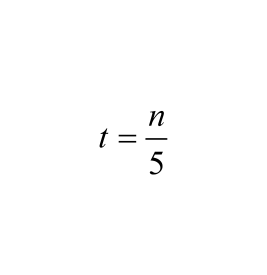 t = n/5